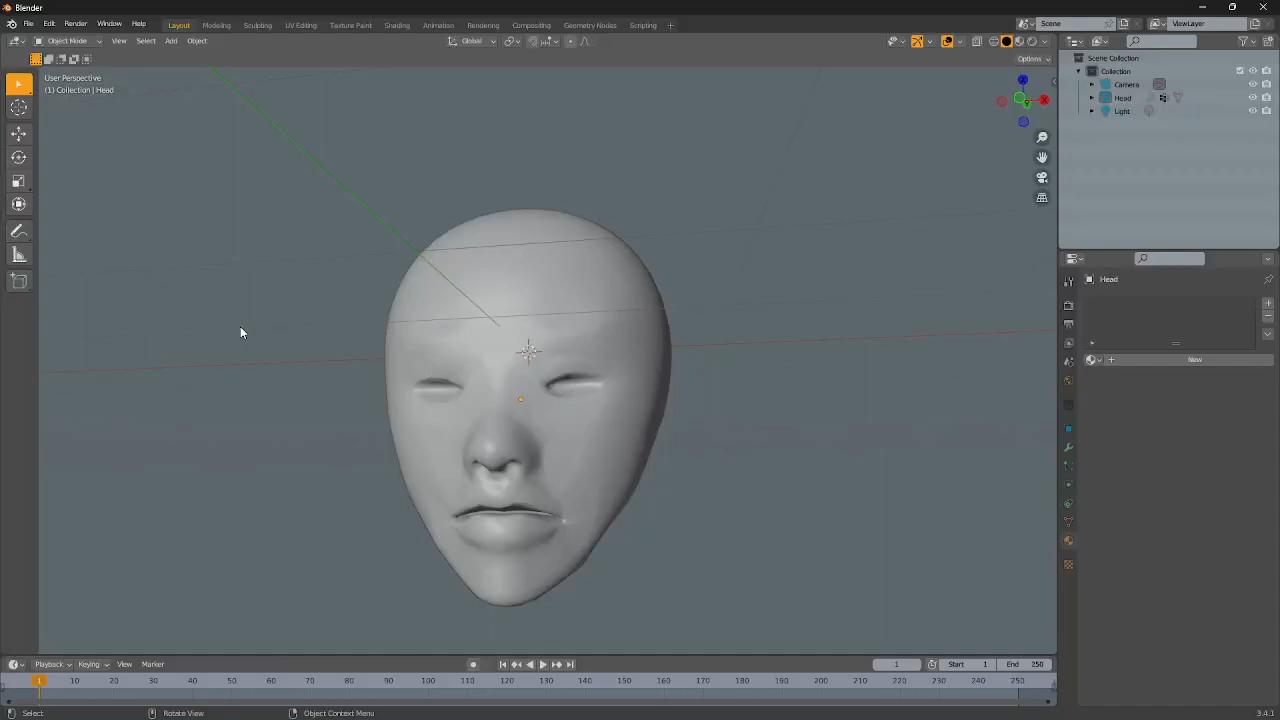 Blender
File Edit Render Window Help Layout Modeling Sculpting UV Editing Texture Paint Shading Animation Rendering Compositing Geometry Nodes Scripting + Scene ViewLayer
Object Mode View Select Add Object Global
Options
User Perspective
(1) Collection | Head
X
Scene Collection
Collection
Camera
Head
Light
Head
New
Playback Keying View Marker 1 Start 1 End 250
1 10 20 30 40 50 60 70 80 90 100 110 120 130 140 150 160 170 180 190 200 210 220 230 240 250
Select Rotate View Object Context Menu 3.4.1